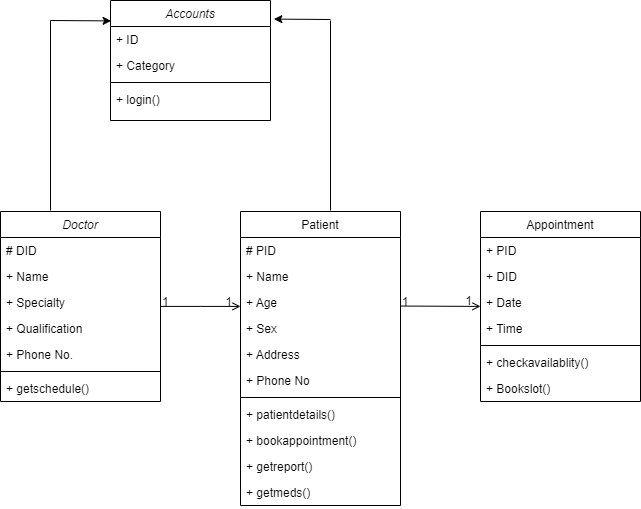 Accounts
+ ID
+ Category
+ login()
Doctor
# DID
+ Name
+ Specialty
+ Qualification
+ Phone No.
+ getschedule()
1
1
Patient
# PID
+ Name
+ Age
+ Sex
+ Address
+ Phone No
+ patientdetails()
+ bookappointment()
+ getreport()
+ getmeds()
1
1
Appointment
+ PID
+ DID
+ Date
+ Time
+ checkavailablity()
+ Bookslot()